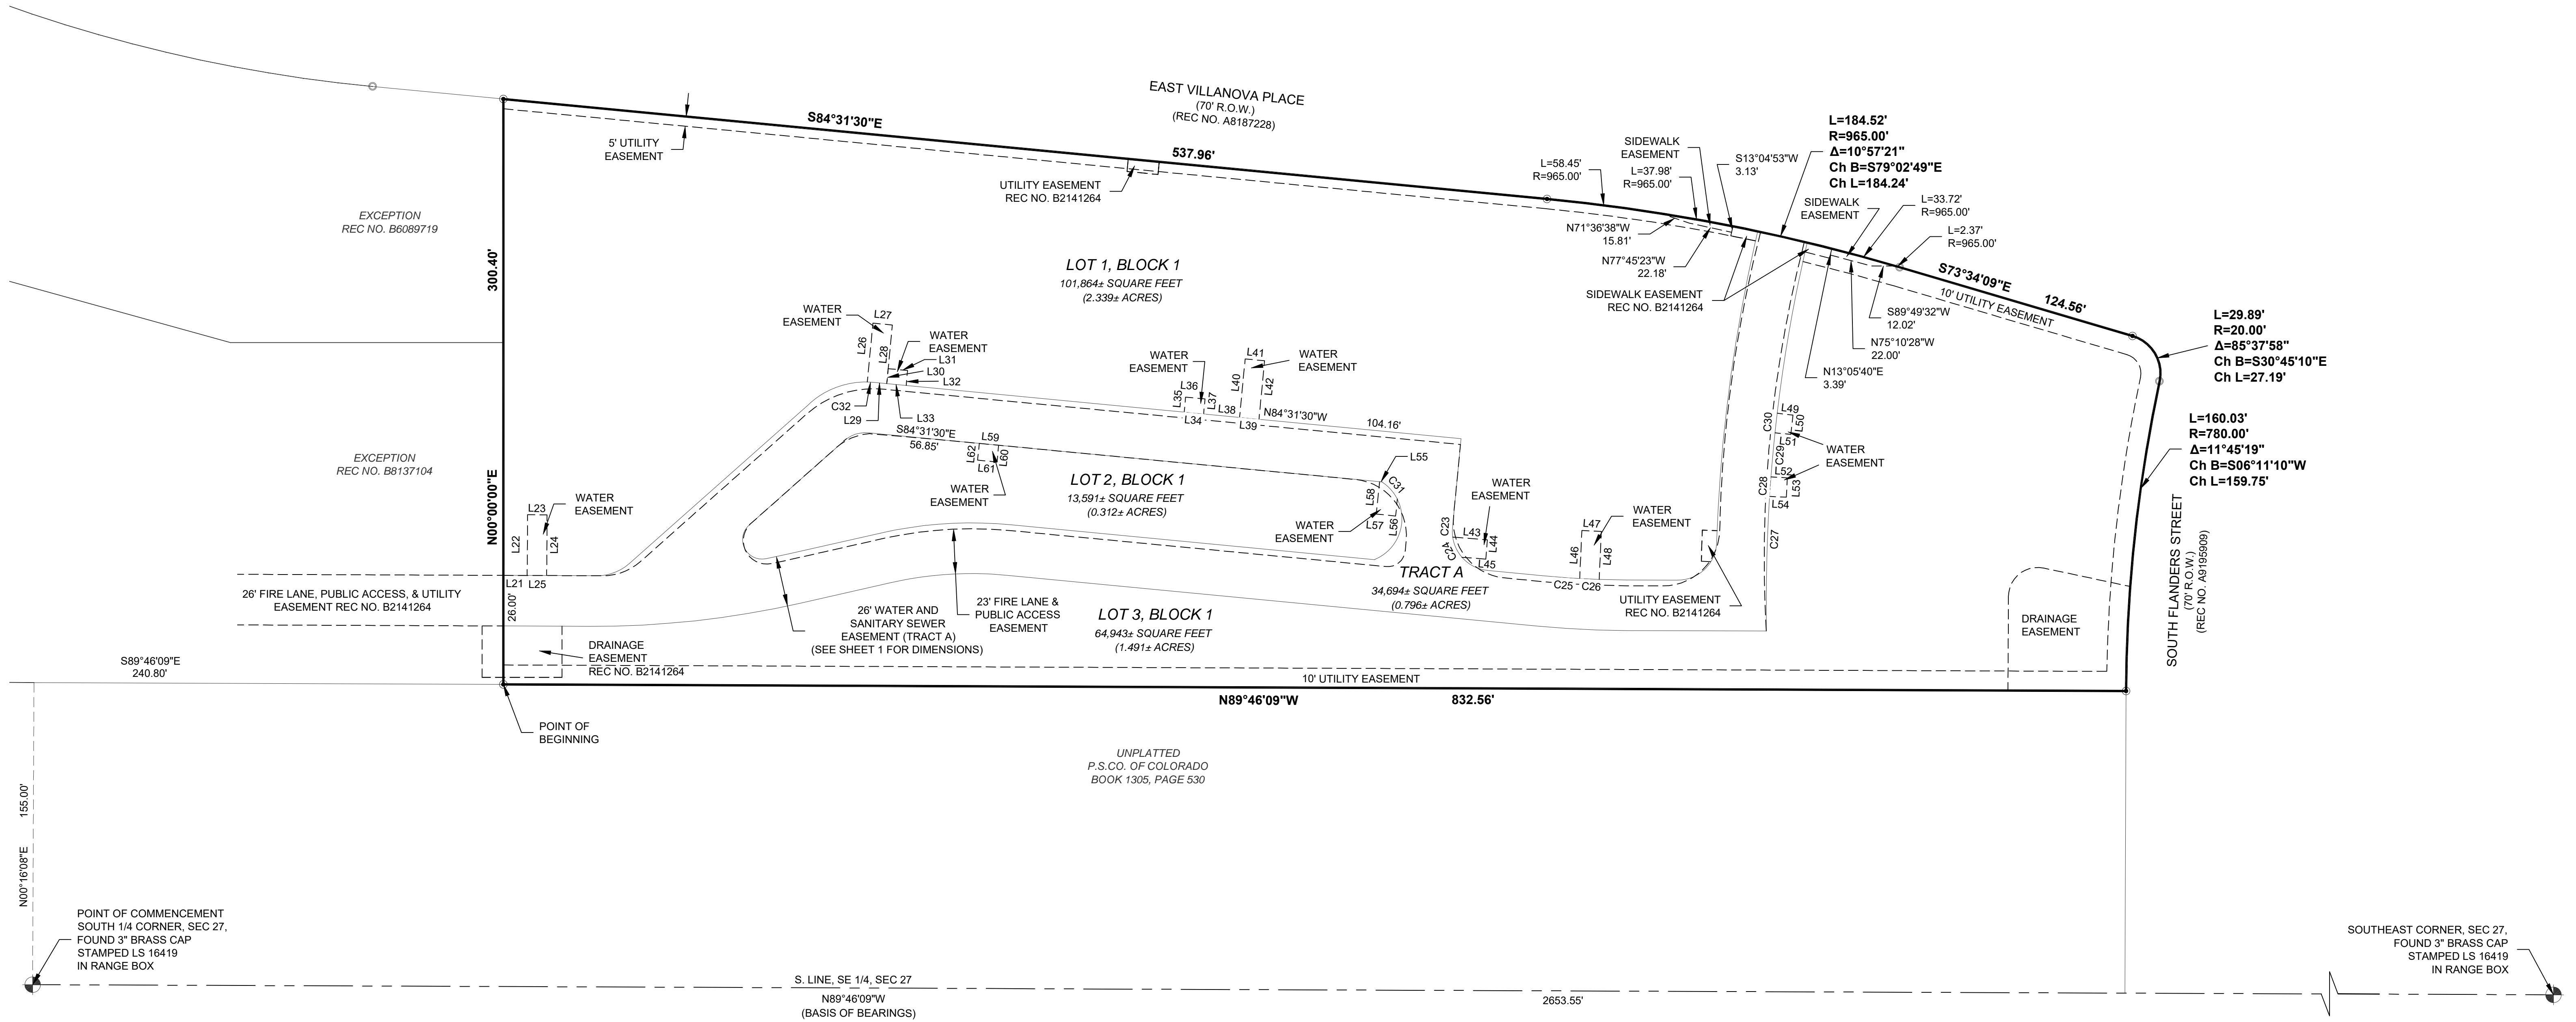 EAST VILLANOVA PLACE
(70' R.O.W.)
(REC NO. A8187228)
S84°31'30"E
537.96'
5' UTILITY
EASEMENT
UTILITY EASEMENT
REC NO. B2141264
L=58.45'
R=965.00'
SIDEWALK
EASEMENT
L=37.98'
R=965.00'
S13°04'53"W
3.13'
L=184.52'
R=965.00'
Δ=10°57'21"
Ch B=S79°02'49"E
Ch L=184.24'
SIDEWALK
EASEMENT
L=33.72'
R=965.00'
L=2.37'
R=965.00'
N71°36'38"W
15.81'
N77°45'23"W
22.18'
SIDEWALK EASEMENT
REC NO. B2141264
S73°34'09"E
124.56'
10' UTILITY EASEMENT
S89°49'32"W
12.02'
N75°10'28"W
22.00'
N13°05'40"E
3.39'
L=29.89'
R=20.00'
Δ=85°37'58"
Ch B=S30°45'10"E
Ch L=27.19'
L=160.03'
R=780.00'
Δ=11°45'19"
Ch B=S06°11'10"W
Ch L=159.75'
SOUTH FLANDERS STREET
(70' R.O.W.)
(REC NO. A9195909)
EXCEPTION
REC NO. B6089719
EXCEPTION
REC NO. B8137104
300.40'
N00°00'00"E
LOT 1, BLOCK 1
101,864± SQUARE FEET
(2.339± ACRES)
WATER
EASEMENT
L27
L26
L28
WATER
EASEMENT
L31
L30
L32
C32
L29
L33
WATER
EASEMENT
L36
L35
L37
L34
L38
L41
L40
L42
L39
WATER
EASEMENT
N84°31'30"W
104.16'
S84°31'30"E
56.85'
L59
L62
L60
L61
WATER
EASEMENT
LOT 2, BLOCK 1
13,591± SQUARE FEET
(0.312± ACRES)
L55
C31
L58
L57
L56
WATER
EASEMENT
WATER
EASEMENT
C23
L43
L44
C24
L45
WATER
EASEMENT
L47
L46
L48
C25
C26
L49
C30
L50
L51
C29
L52
C28
L53
L54
C27
WATER
EASEMENT
L23
L22
L24
L21
L25
WATER
EASEMENT
26' FIRE LANE, PUBLIC ACCESS, & UTILITY
EASEMENT REC NO. B2141264
26.00'
TRACT A
34,694± SQUARE FEET
(0.796± ACRES)
UTILITY EASEMENT
REC NO. B2141264
26' WATER AND
SANITARY SEWER
EASEMENT (TRACT A)
(SEE SHEET 1 FOR DIMENSIONS)
23' FIRE LANE &
PUBLIC ACCESS
EASEMENT
LOT 3, BLOCK 1
64,943± SQUARE FEET
(1.491± ACRES)
DRAINAGE
EASEMENT
DRAINAGE
EASEMENT
REC NO. B2141264
S89°46'09"E
240.80'
10' UTILITY EASEMENT
N89°46'09"W
832.56'
POINT OF
BEGINNING
UNPLATTED
P.S.CO. OF COLORADO
BOOK 1305, PAGE 530
155.00'
N00°16'08"E
POINT OF COMMENCEMENT
SOUTH 1/4 CORNER, SEC 27,
FOUND 3" BRASS CAP
STAMPED LS 16419
IN RANGE BOX
SOUTHEAST CORNER, SEC 27,
FOUND 3" BRASS CAP
STAMPED LS 16419
IN RANGE BOX
S. LINE, SE 1/4, SEC 27
N89°46'09"W
(BASIS OF BEARINGS)
2653.55'